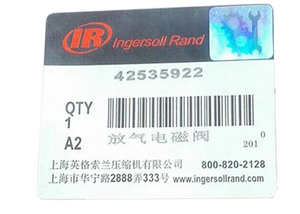 IR Ingersoll Rand
42535922
QTY
1
A2
放气电磁阀
0
201
上海英格索兰压缩机有限公司 800-820-2128
上海市华宁路2888弄333号 www.ingersollrand.com